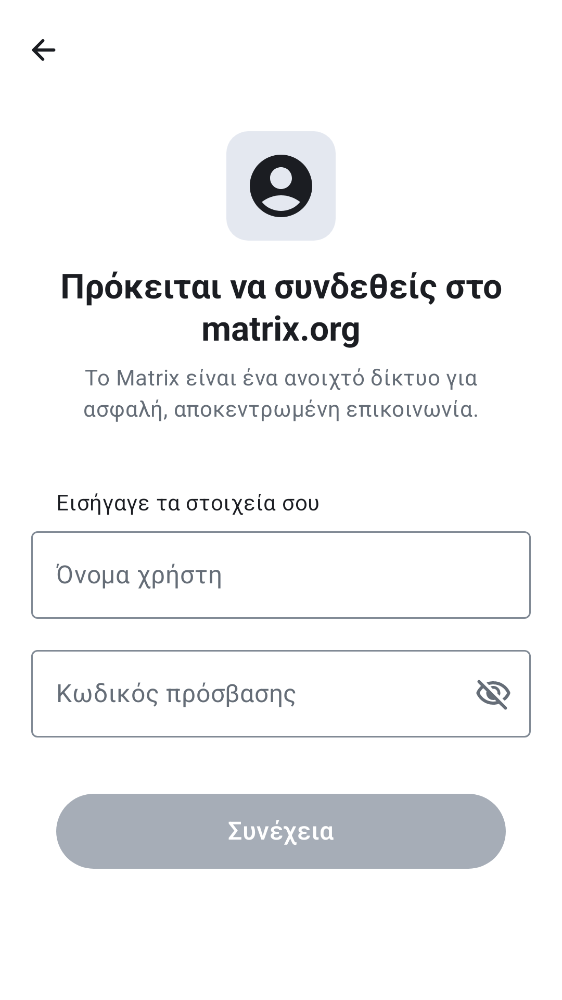 Πρόκειται να συνδεθείς στο
matrix.org
Το Matrix είναι ένα ανοιχτό δίκτυο για
ασφαλή, αποκεντρωμένη επικοινωνία.
Εισήγαγε τα στοιχεία σου
Όνομα χρήστη
Κωδικός πρόσβασης
Συνέχεια